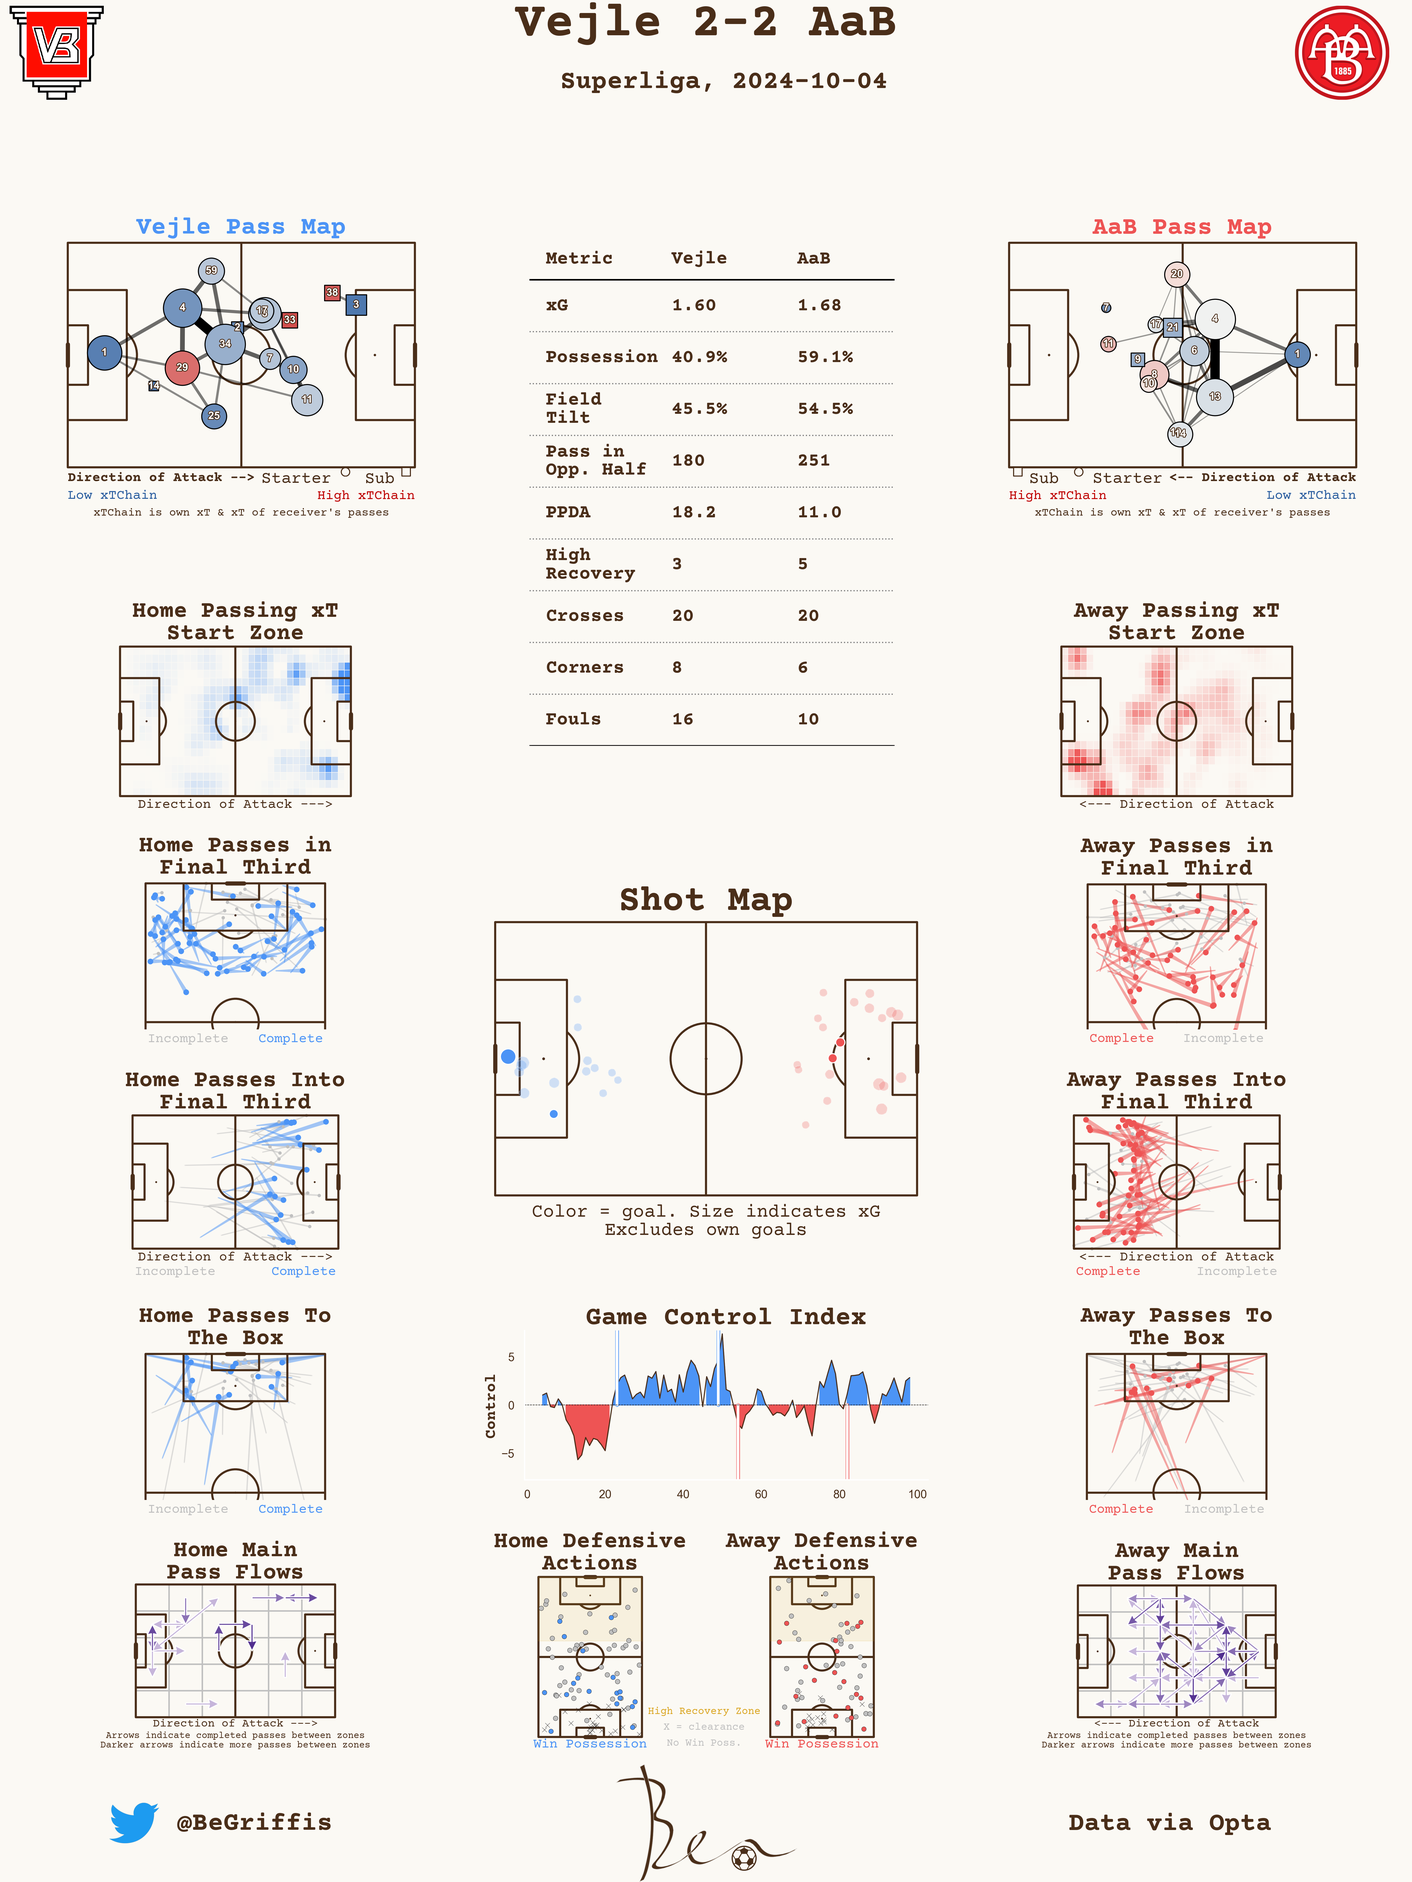 Vejle 2-2 AaB
Superliga, 2024-10-04
VB
1885
Vejle Pass Map
59
4
17
38
3
33
2
34
1
29
7
10
14
11
25
Direction of Attack --> Starter Sub
Low xTChain High xTChain
xTChain is own xT & xT of receiver's passes
Metric Vejle AaB
xG 1.60 1.68
Possession 40.9% 59.1%
Field
Tilt 45.5% 54.5%
Pass in
Opp. Half 180 251
PPDA 18.2 11.0
High
Recovery 3 5
Crosses 20 20
Corners 8 6
Fouls 16 10
AaB Pass Map
20
7
17
21
4
11
6
9
1
8
10
13
14
Sub Starter <-- Direction of Attack
High xTChain Low xTChain
xTChain is own xT & xT of receiver's passes
Home Passing xT
Start Zone
Direction of Attack --->
Away Passing xT
Start Zone
<--- Direction of Attack
Home Passes in
Final Third
Incomplete Complete
Away Passes in
Final Third
Complete Incomplete
Shot Map
Color = goal. Size indicates xG
Excludes own goals
Home Passes Into
Final Third
Direction of Attack --->
Incomplete Complete
Away Passes Into
Final Third
<--- Direction of Attack
Complete Incomplete
Home Passes To
The Box
Incomplete Complete
Game Control Index
Control
5
0
−5
0 20 40 60 80 100
Away Passes To
The Box
Complete Incomplete
Home Main
Pass Flows
Direction of Attack --->
Arrows indicate completed passes between zones
Darker arrows indicate more passes between zones
Home Defensive
Actions
Win Possession
Away Defensive
Actions
Win Possession
High Recovery Zone
X = clearance
No Win Poss.
Away Main
Pass Flows
<--- Direction of Attack
Arrows indicate completed passes between zones
Darker arrows indicate more passes between zones
@BeGriffis
Ben
Data via Opta